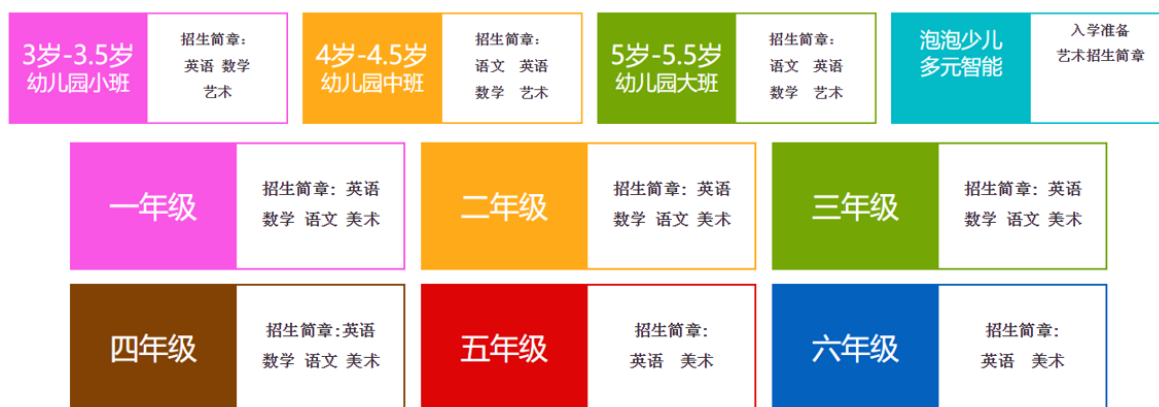 3岁-3.5岁
幼儿园小班
招生简章：
英语 数学
艺术
4岁-4.5岁
幼儿园中班
招生简章：
语文 英语
数学 艺术
5岁-5.5岁
幼儿园大班
招生简章：
语文 英语
数学 艺术
泡泡少儿
多元智能
入学准备
艺术招生简章
一年级
招生简章：英语
数学 语文 美术
二年级
招生简章：英语
数学 语文 美术
三年级
招生简章：英语
数学 语文 美术
四年级
招生简章:英语
数学 语文 美术
五年级
招生简章：
英语 美术
六年级
招生简章：
英语 美术